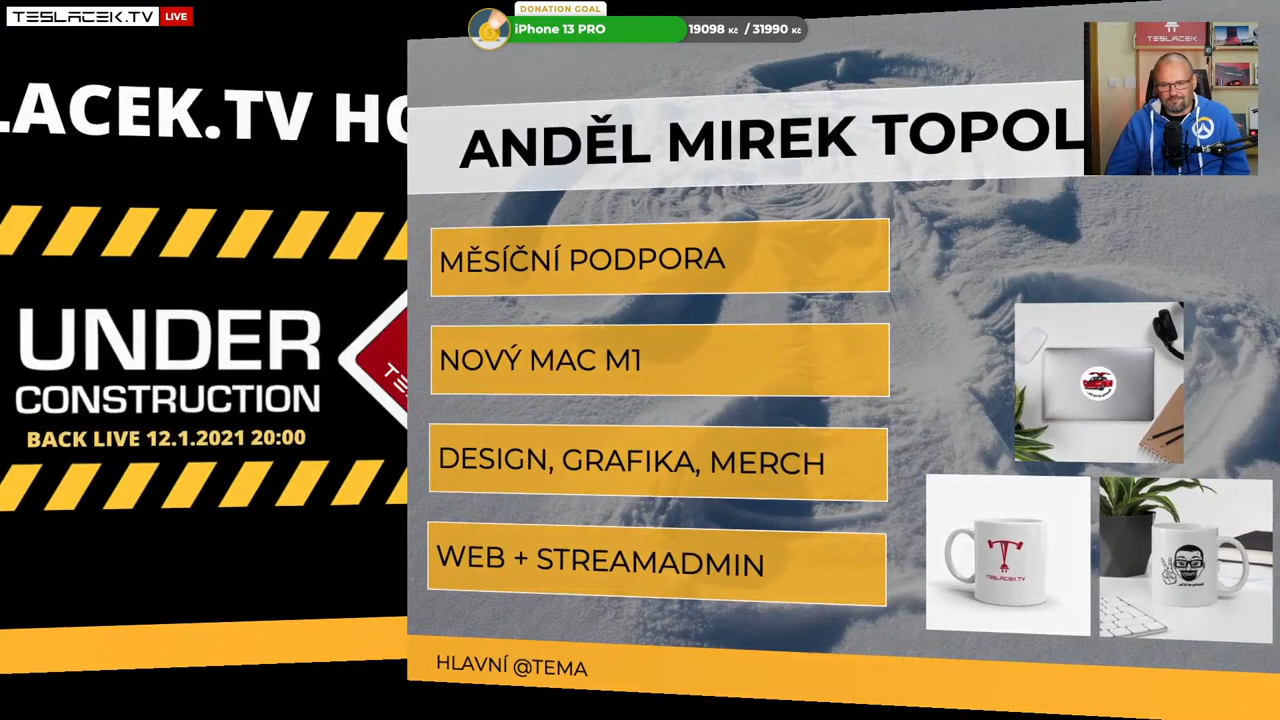 TESLACEK.TV LIVE
DONATION GOAL
iPhone 13 PRO 19098 Kč / 31990 Kč
TESLACEK
LACEK.TV HO
ANDĚL MIREK TOPOL
MĚSÍČNÍ PODPORA
NOVÝ MAC M1
DESIGN, GRAFIKA, MERCH
WEB + STREAMADMIN
HLAVNÍ @TEMA
UNDER
CONSTRUCTION
BACK LIVE 12.1.2021 20:00
TESLACEK.TV